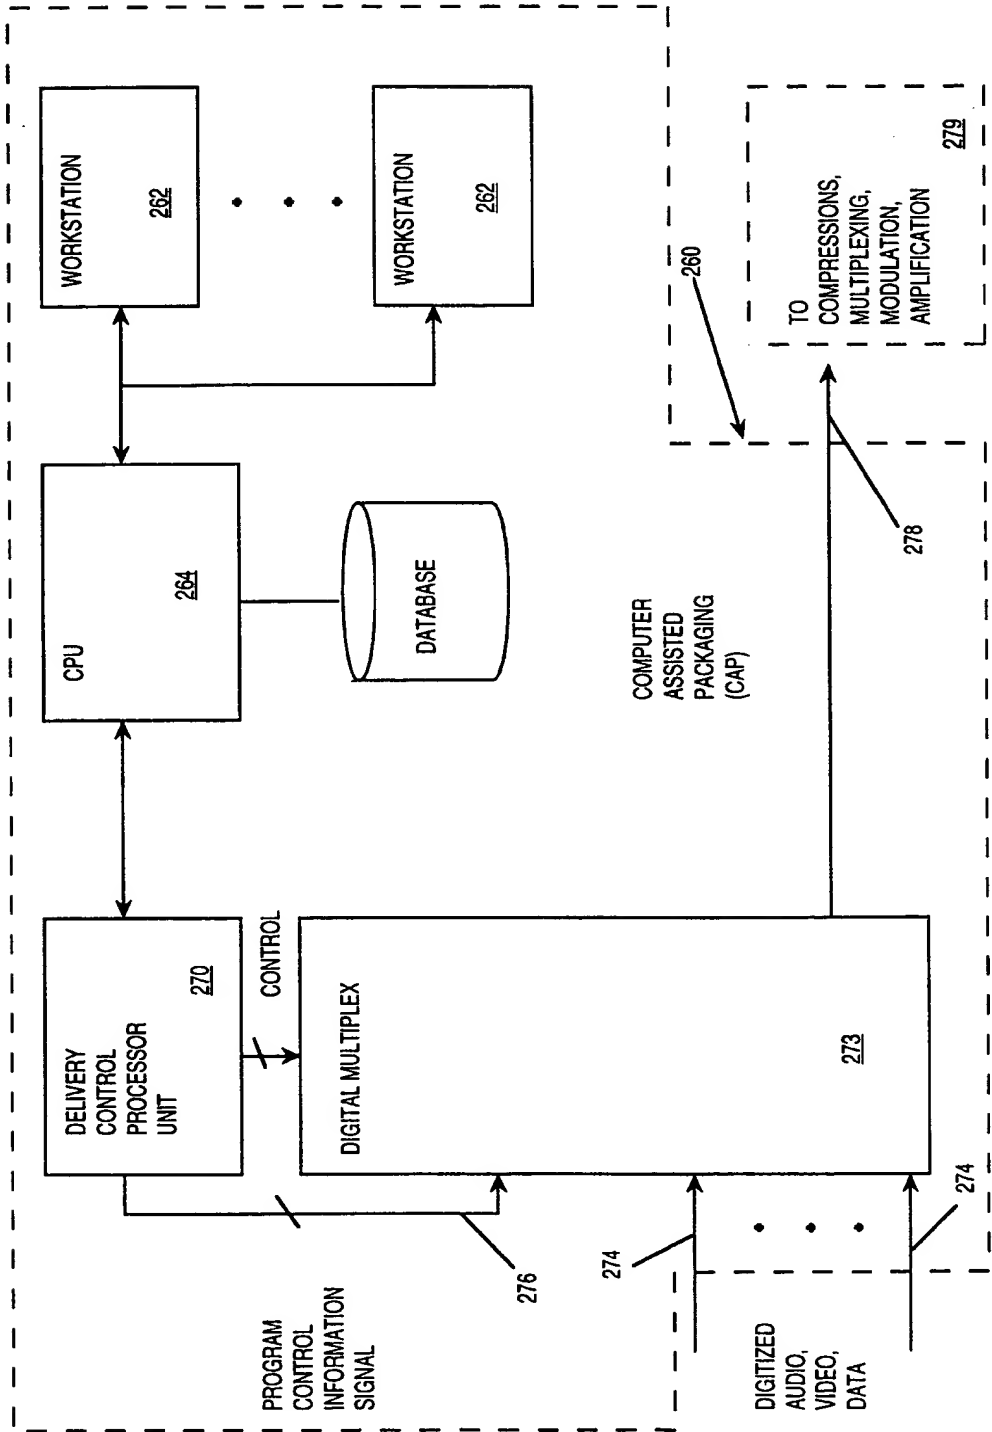 DELIVERY
CONTROL
PROCESSOR
UNIT
270
CPU
264
WORKSTATION
262
WORKSTATION
262
DATABASE
CONTROL
PROGRAM
CONTROL
INFORMATION
SIGNAL
276
DIGITAL MULTIPLEX
273
COMPUTER
ASSISTED
PACKAGING
(CAP)
260
274
DIGITIZED
AUDIO,
VIDEO,
DATA
274
278
TO
COMPRESSIONS,
MULTIPLEXING,
MODULATION,
AMPLIFICATION
279